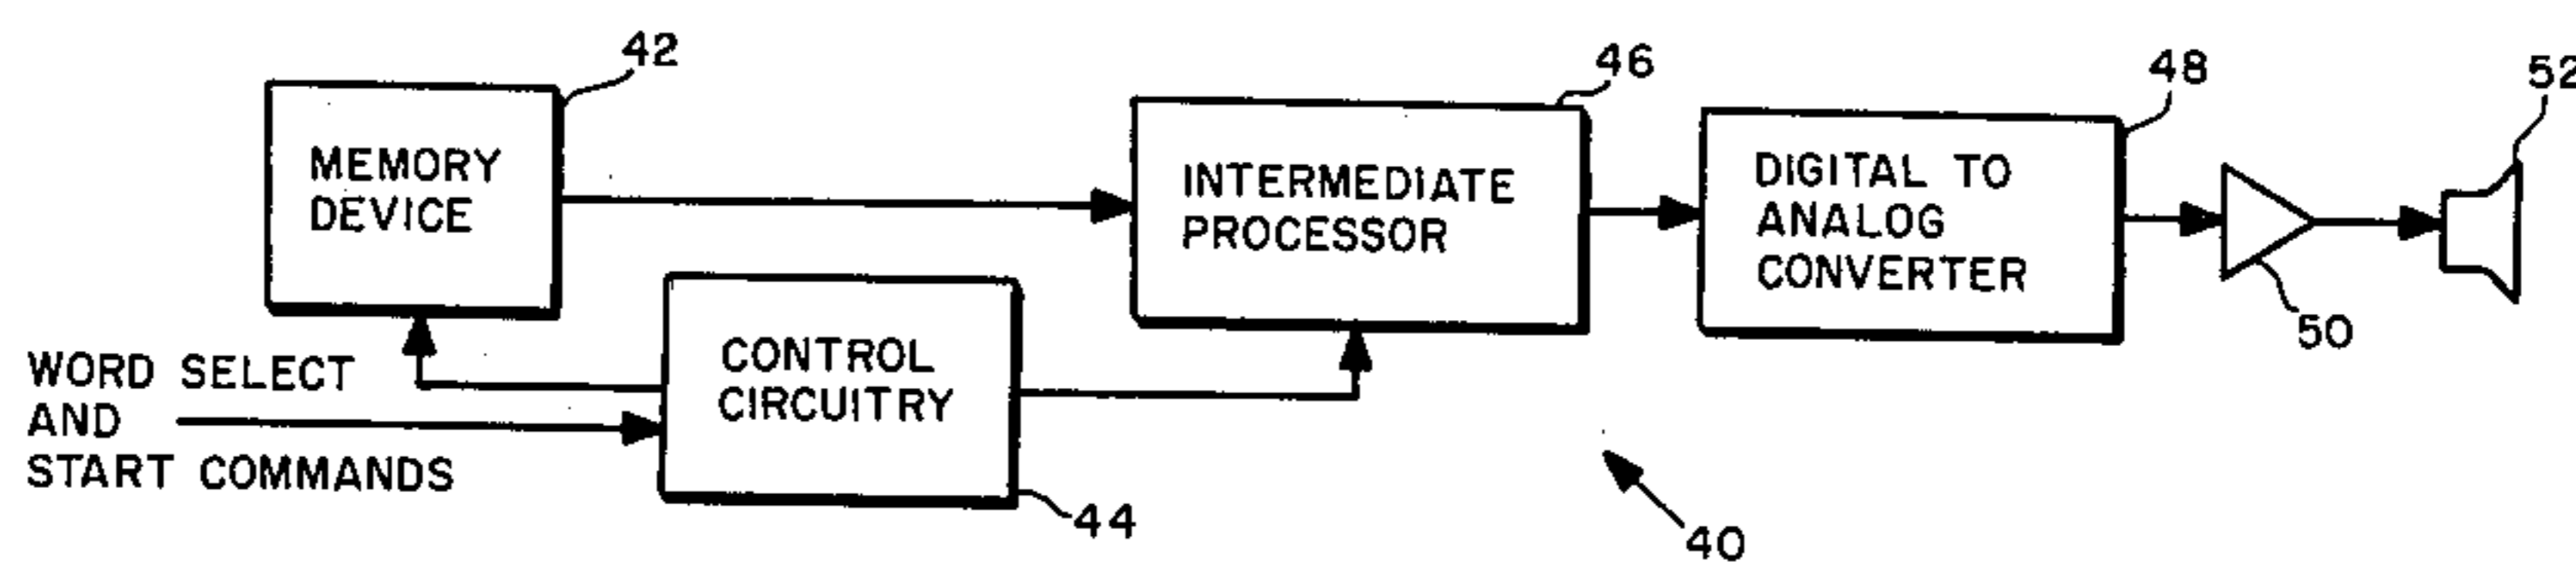 42
46
48
52
MEMORY
DEVICE
INTERMEDIATE
PROCESSOR
DIGITAL TO
ANALOG
CONVERTER
50
WORD SELECT
AND
START COMMANDS
CONTROL
CIRCUITRY
44
40